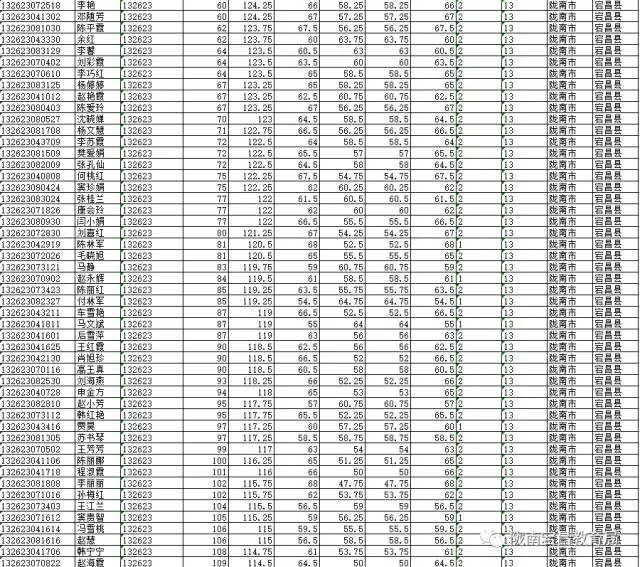 132623072518 李艳 132623 60 124.25 66 58.25 58.25 66 2 13 陇南市 宕昌县
132623041302 邓随芳 132623 60 124.25 67 57.25 57.25 67 2 13 陇南市 宕昌县
132623081030 陈平霞 132623 62 123.75 67.5 56.25 56.25 67.5 2 13 陇南市 宕昌县
132623043330 余红 132623 62 123.75 60 63.75 63.75 60 2 13 陇南市 宕昌县
132623083129 李馨 132623 64 123.5 60.5 63 63 60.5 2 13 陇南市 宕昌县
132623070402 刘彩霞 132623 64 123.5 63.5 60 60 63.5 2 13 陇南市 宕昌县
132623070610 李巧红 132623 64 123.5 65 58.5 58.5 65 2 13 陇南市 宕昌县
132623083125 杨婷婷 132623 67 123.25 65 58.25 58.25 65 2 13 陇南市 宕昌县
132623041012 赵艳霞 132623 67 123.25 62.5 60.75 60.75 62.5 2 13 陇南市 宕昌县
132623080403 陈爱玲 132623 67 123.25 67 56.25 56.25 67 2 13 陇南市 宕昌县
132623080527 沈晓婵 132623 70 123 64.5 58.5 58.5 64.5 2 13 陇南市 宕昌县
132623081708 杨文慧 132623 71 122.75 66.5 56.25 56.25 66.5 2 13 陇南市 宕昌县
132623043709 李苏霞 132623 72 122.5 64 58.5 58.5 64 2 13 陇南市 宕昌县
132623081509 樊爱娟 132623 72 122.5 65.5 57 57 65.5 2 13 陇南市 宕昌县
132623082009 张孔仙 132623 72 122.5 64.5 58 58 64.5 2 13 陇南市 宕昌县
132623040808 何桃红 132623 75 122.25 67.5 54.75 54.75 67.5 2 13 陇南市 宕昌县
132623080424 窦珍娟 132623 75 122.25 62 60.25 60.25 62 2 13 陇南市 宕昌县
132623083024 张桂兰 132623 77 122 61.5 60.5 60.5 61.5 2 13 陇南市 宕昌县
132623071826 唐会玲 132623 77 122 62 60 60 62 2 13 陇南市 宕昌县
132623080930 闫小娟 132623 77 122 66.5 55.5 55.5 66.5 2 13 陇南市 宕昌县
132623072830 刘喜红 132623 80 121.25 67 54.25 54.25 67 2 13 陇南市 宕昌县
132623042919 陈林军 132623 81 120.5 68 52.5 52.5 68 1 13 陇南市 宕昌县
132623072026 毛晓旭 132623 81 120.5 65 55.5 55.5 65 2 13 陇南市 宕昌县
132623073121 马静 132623 83 119.75 59 60.75 60.75 59 2 13 陇南市 宕昌县
132623070902 赵永辉 132623 84 119.5 61 58.5 58.5 61 1 13 陇南市 宕昌县
132623073423 陈丽红 132623 85 119.25 63.5 55.75 55.75 63.5 2 13 陇南市 宕昌县
132623082327 付林军 132623 85 119.25 54.5 64.75 64.75 54.5 1 13 陇南市 宕昌县
132623043211 车雪艳 132623 87 119 66.5 52.5 52.5 66.5 2 13 陇南市 宕昌县
132623041811 马文斌 132623 87 119 55 64 64 55 1 13 陇南市 宕昌县
132623041601 后雪萍 132623 87 119 63 56 56 63 2 13 陇南市 宕昌县
132623041625 王红霞 132623 90 118.5 62.5 56 56 62.5 2 13 陇南市 宕昌县
132623042130 肖旭珍 132623 90 118.5 66.5 52 52 66.5 2 13 陇南市 宕昌县
132623070116 高王真 132623 90 118.5 60.5 58 58 60.5 2 13 陇南市 宕昌县
132623082530 刘海燕 132623 93 118.25 66 52.25 52.25 66 2 13 陇南市 宕昌县
132623040728 申金方 132623 94 118 65 53 53 65 2 13 陇南市 宕昌县
132623082810 赵小芳 132623 95 117.75 57 60.75 60.75 57 2 13 陇南市 宕昌县
132623073112 韩红艳 132623 95 117.75 65.5 52.25 52.25 65.5 2 13 陇南市 宕昌县
132623043416 贾昊 132623 97 117.25 60 57.25 57.25 60 1 13 陇南市 宕昌县
132623081305 苏书琴 132623 97 117.25 58.5 58.75 58.75 58.5 2 13 陇南市 宕昌县
132623070502 王芳芳 132623 99 117 63 54 54 63 2 13 陇南市 宕昌县
132623041106 陈丽娜 132623 100 116.25 65 51.25 51.25 65 2 13 陇南市 宕昌县
132623041718 程淑霞 132623 101 116 66 50 50 66 2 13 陇南市 宕昌县
132623081808 李丽丽 132623 102 115.75 68 47.75 47.75 68 2 13 陇南市 宕昌县
132623071016 孙梅红 132623 102 115.75 62 53.75 53.75 62 2 13 陇南市 宕昌县
132623073403 王江兰 132623 104 115.5 56.5 59 59 56.5 2 13 陇南市 宕昌县
132623071612 窦贵智 132623 105 115.25 59 56.25 56.25 59 1 13 陇南市 宕昌县
132623041614 冯雪桃 132623 106 115 59.5 55.5 55.5 59.5 2 13 陇南市 宕昌县
132623081616 赵慧 132623 106 115 56.5 58.5 58.5 56.5 2 13 陇南市 宕昌县
132623041706 韩宁宁 132623 108 114.75 61 53.75 53.75 61 2 13 陇南市 宕昌县
132623070822 赵海霞 132623 109 114.5 64.5 50 50 64.5 2 13 陇南市 宕昌县